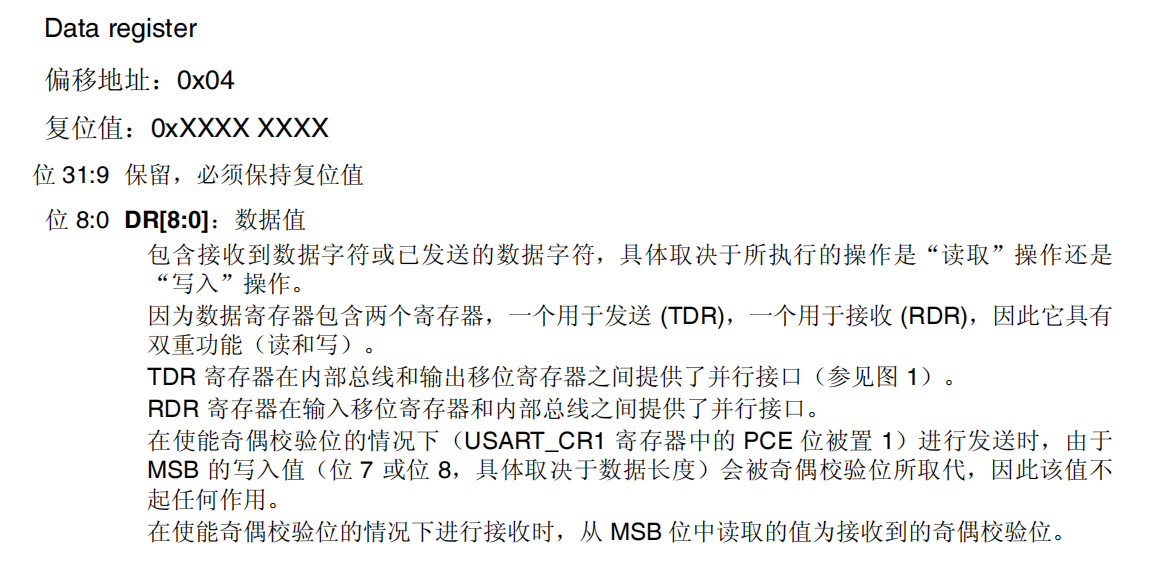 Data register
偏移地址：0x04
复位值：0xXXXX XXXX
位 31:9 保留，必须保持复位值
位 8:0 DR[8:0]：数据值
包含接收到数据字符或已发送的数据字符，具体取决于所执行的操作是“读取”操作还是
“写入”操作。
因为数据寄存器包含两个寄存器，一个用于发送 (TDR)，一个用于接收 (RDR)，因此它具有
双重功能（读和写）。
TDR 寄存器在内部总线和输出移位寄存器之间提供了并行接口（参见图 1）。
RDR 寄存器在输入移位寄存器和内部总线之间提供了并行接口。
在使能奇偶校验位的情况下（USART_CR1 寄存器中的 PCE 位被置 1）进行发送时，由于
MSB 的写入值（位 7 或位 8，具体取决于数据长度）会被奇偶校验位所取代，因此该值不
起任何作用。
在使能奇偶校验位的情况下进行接收时，从 MSB 位中读取的值为接收到的奇偶校验位。